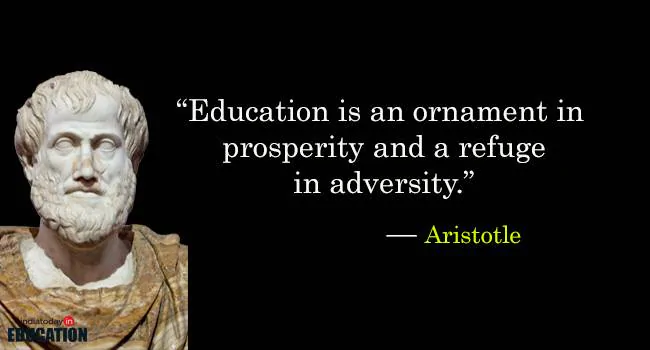 “Education is an ornament in
prosperity and a refuge
in adversity.”
— Aristotle
indiatoday in
EDUCATION